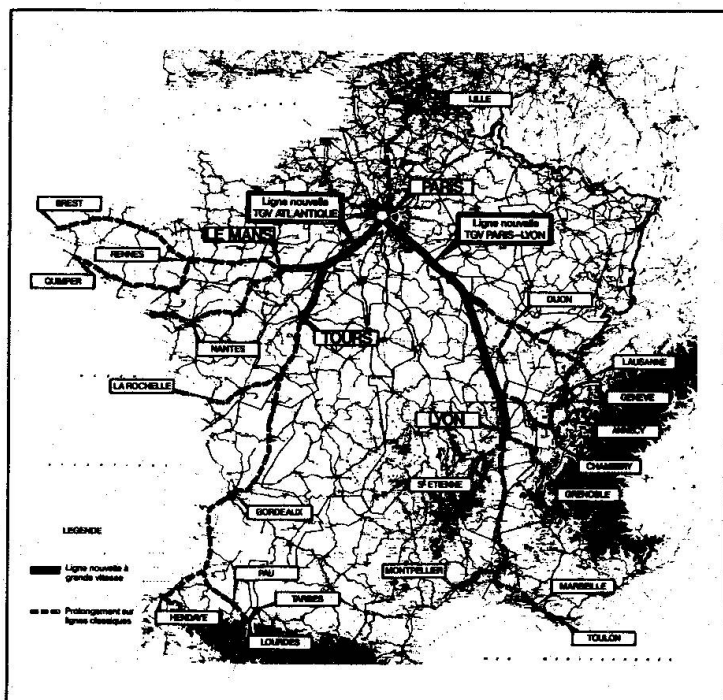 LILLE
PARIS
Ligne nouvelle
TGV ATLANTIQUE
Ligne nouvelle
TGV PARIS-LYON
BREST
LE MANS
RENNES
QUIMPER
DIJON
NANTES
TOURS
LAUSANNE
LA ROCHELLE
GENEVE
LYON
ANNECY
CHAMBERY
ST ETIENNE
GRENOBLE
BORDEAUX
LEGENDE
Ligne nouvelle à
grande vitesse
PAU
MONTPELLIER
MARSEILLE
TARBES
Prolongement sur
lignes classiques
HENDAYE
LOURDES
TOULON